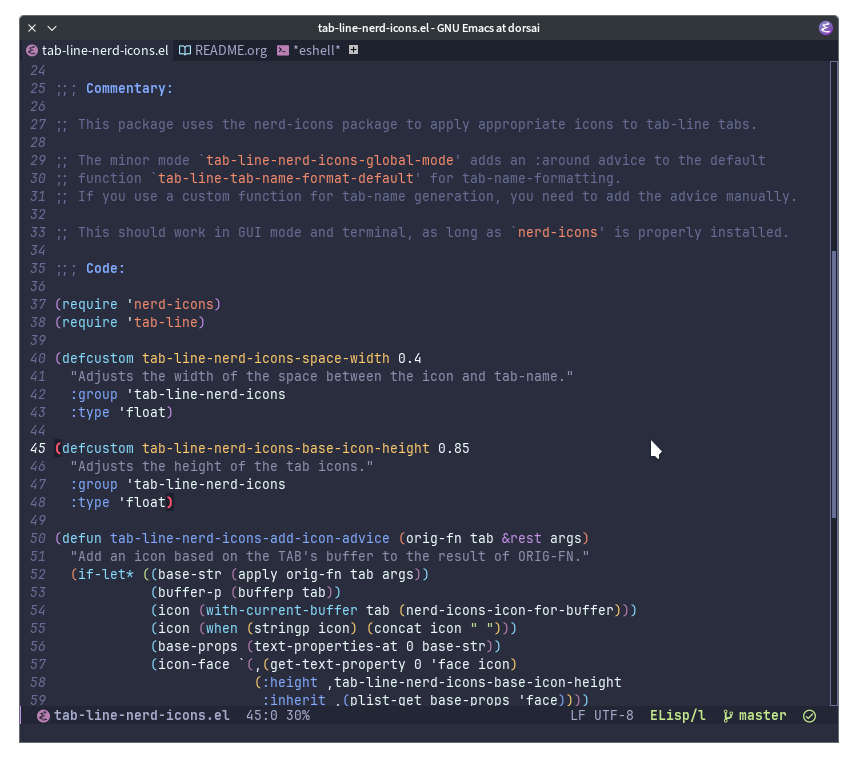 tab-line-nerd-icons.el - GNU Emacs at dorsai
tab-line-nerd-icons.el README.org *eshell*
24
25 ;;; Commentary:
26
27 ;; This package uses the nerd-icons package to apply appropriate icons to tab-line tabs.
28
29 ;; The minor mode `tab-line-nerd-icons-global-mode' adds an :around advice to the default
30 ;; function `tab-line-tab-name-format-default' for tab-name-formatting.
31 ;; If you use a custom function for tab-name generation, you need to add the advice manually.
32
33 ;; This should work in GUI mode and terminal, as long as `nerd-icons' is properly installed.
34
35 ;;; Code:
36
37 (require 'nerd-icons)
38 (require 'tab-line)
39
40 (defcustom tab-line-nerd-icons-space-width 0.4
41   "Adjusts the width of the space between the icon and tab-name."
42   :group 'tab-line-nerd-icons
43   :type 'float)
44
45 (defcustom tab-line-nerd-icons-base-icon-height 0.85
46   "Adjusts the height of the tab icons."
47   :group 'tab-line-nerd-icons
48   :type 'float)
49
50 (defun tab-line-nerd-icons-add-icon-advice (orig-fn tab &rest args)
51   "Add an icon based on the TAB's buffer to the result of ORIG-FN."
52   (if-let* ((base-str (apply orig-fn tab args))
53             (buffer-p (bufferp tab))
54             (icon (with-current-buffer tab (nerd-icons-icon-for-buffer)))
55             (icon (when (stringp icon) (concat icon " ")))
56             (base-props (text-properties-at 0 base-str))
57             (icon-face `(,(get-text-property 0 'face icon)
58                          (:height ,tab-line-nerd-icons-base-icon-height
59                           :inherit ,(plist-get base-props 'face))))
tab-line-nerd-icons.el 45:0 30% LF UTF-8 ELisp/l master